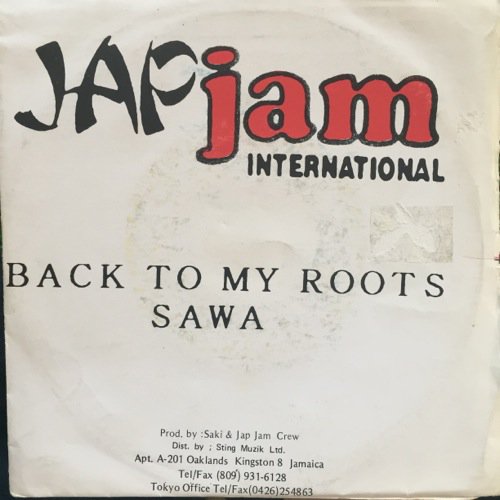 JAPjam
INTERNATIONAL
BACK TO MY ROOTS
SAWA
Prod. by :Saki & Jap Jam Crew
Dist. by ; Sting Muzik Ltd.
Apt. A-201 Oaklands Kingston 8 Jamaica
Tel/Fax (809) 931-6128
Tokyo Office Tel/Fax(0426)254863